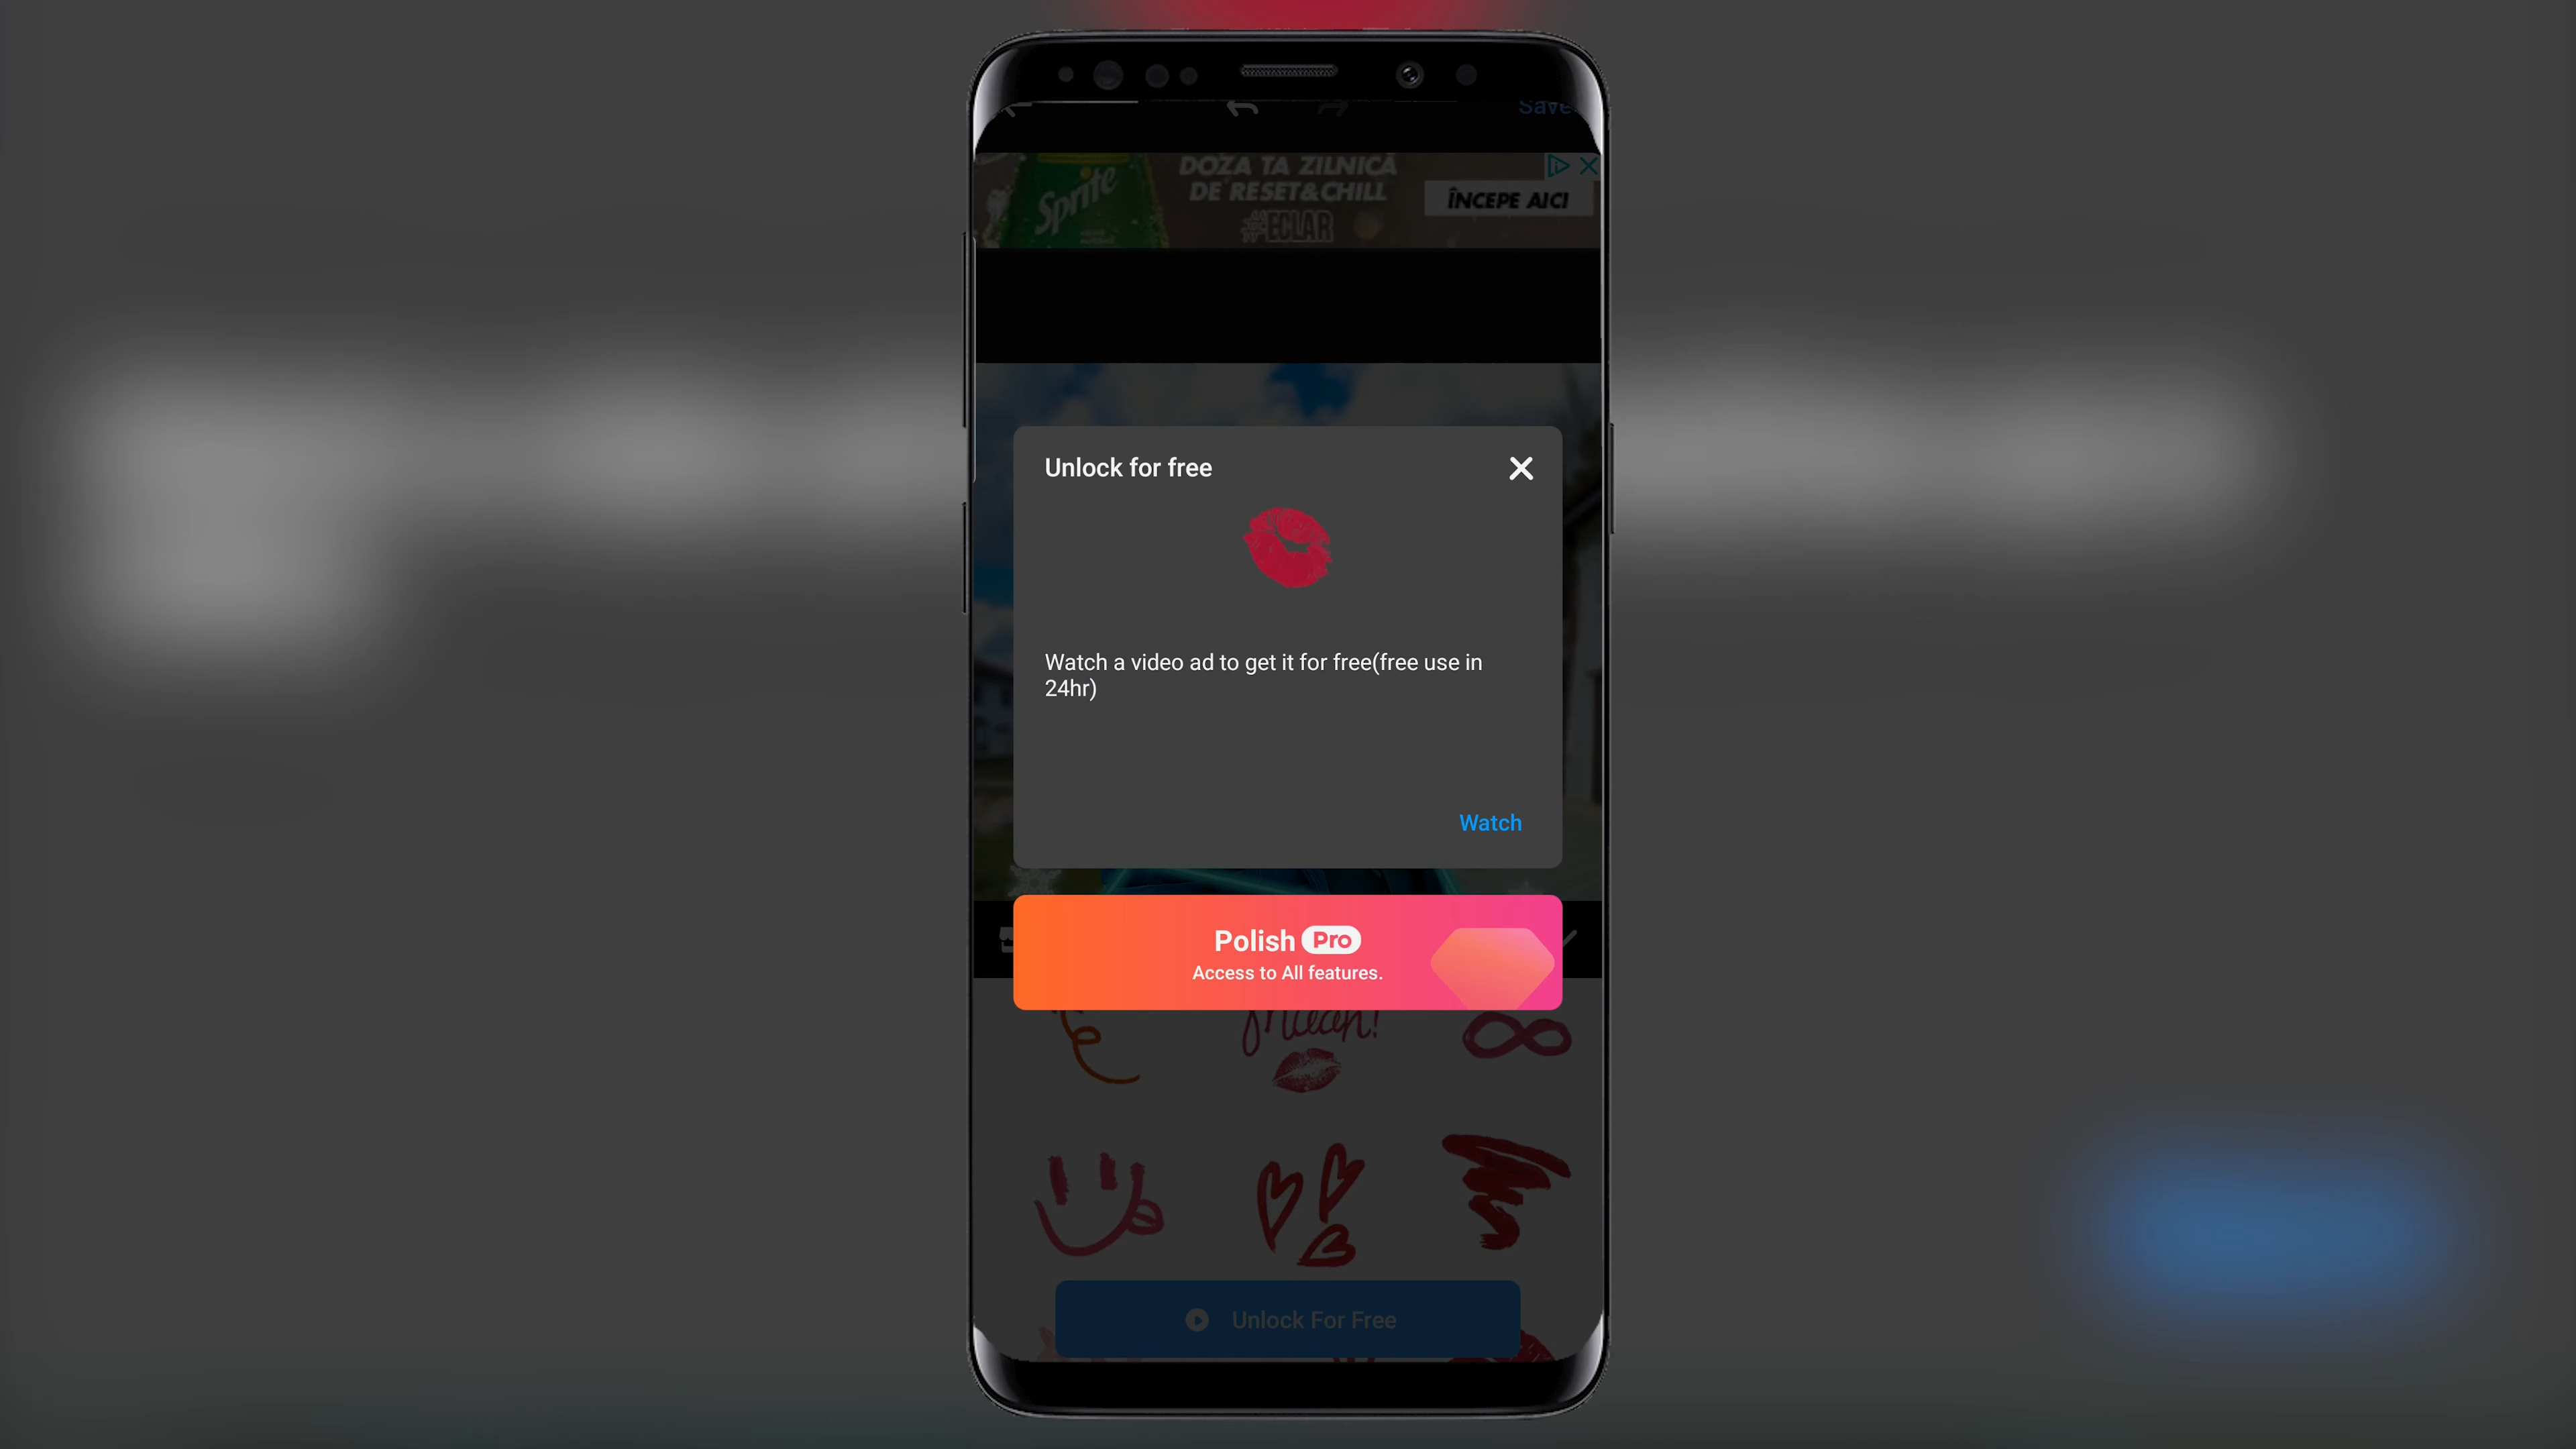 Save
Sprite
DOZA TA ZILNICĂ
DE RESET&CHILL
#ECLAR
ÎNCEPE AICI
Unlock for free
Watch a video ad to get it for free(free use in
24hr)
Watch
Polish Pro
Access to All features.
Unlock For Free